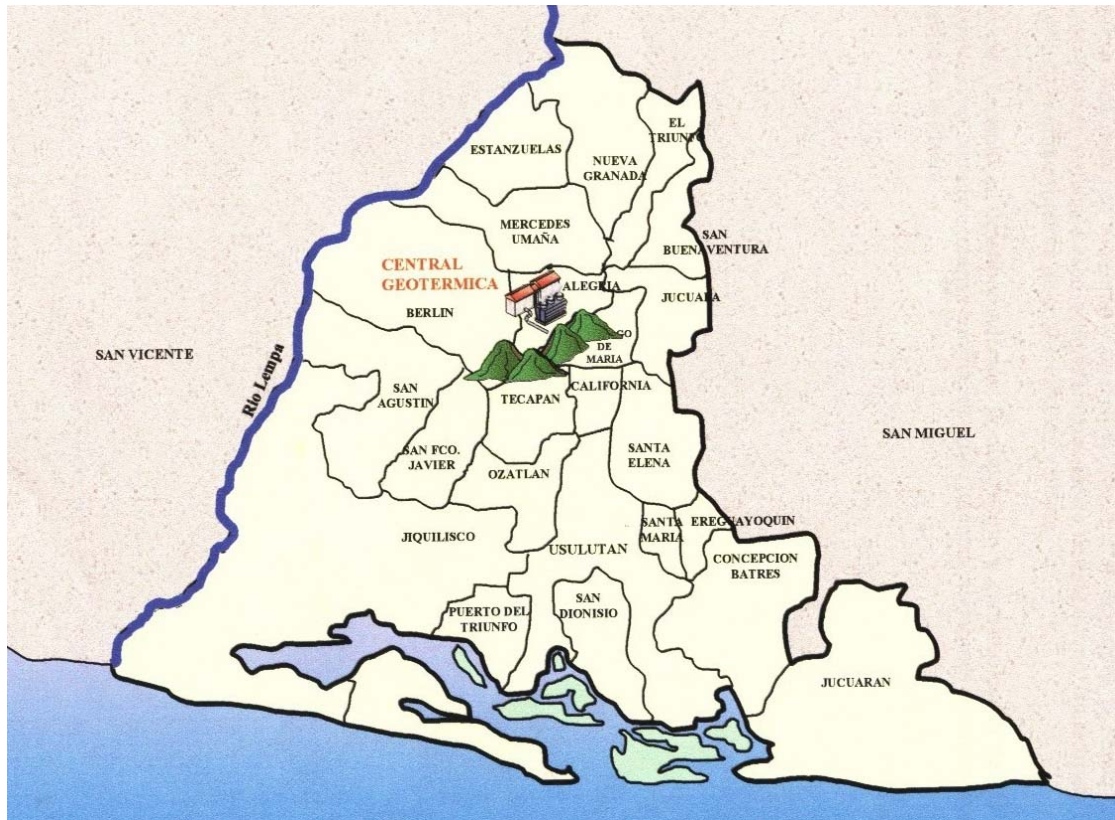 EL
TRIUNFO
ESTANZUELAS
NUEVA
GRANADA
MERCEDES
UMAÑA
SAN
BUENAVENTURA
CENTRAL
GEOTERMICA
ALEGRIA
JUCUAPA
BERLIN
GO
DE
MARIA
SAN VICENTE
Rio Lempa
SAN
AGUSTIN
TECAPAN
CALIFORNIA
SAN MIGUEL
SAN FCO.
JAVIER
OZATLAN
SANTA
ELENA
JIQUILISCO
USULUTAN
SANTA
MARIA
EREGUAYOQUIN
CONCEPCION
BATRES
PUERTO DEL
TRIUNFO
SAN
DIONISIO
JUCUARAN